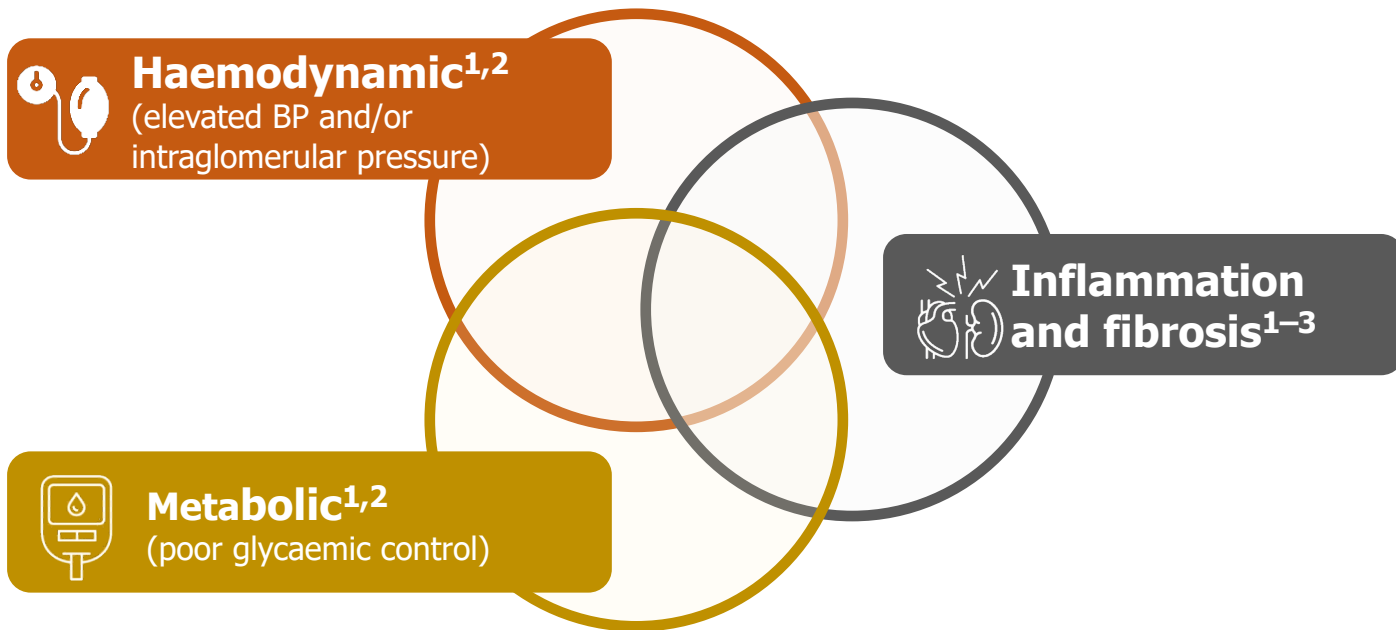 Haemodynamic1,2
(elevated BP and/or
intraglomerular pressure)
Inflammation
and fibrosis1–3
Metabolic1,2
(poor glycaemic control)